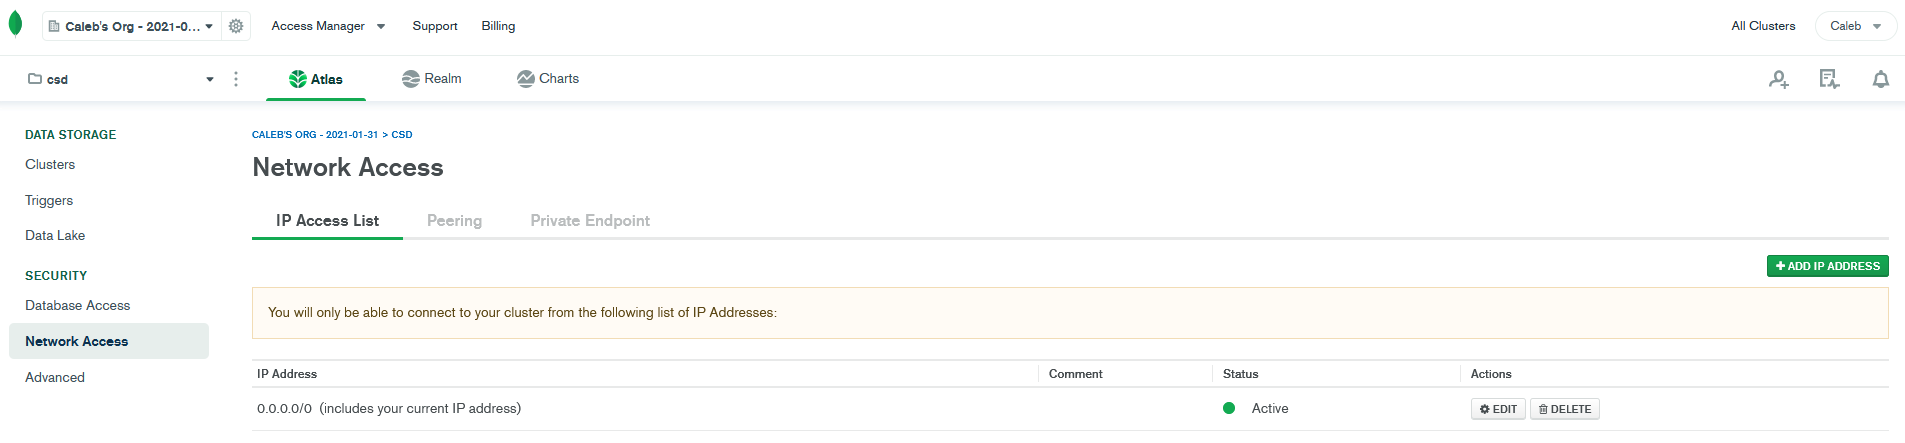 Caleb's Org - 2021-0... Access Manager Support Billing All Clusters Caleb
csd Atlas Realm Charts
DATA STORAGE
Clusters
Triggers
Data Lake
SECURITY
Database Access
Network Access
Advanced
CALEB'S ORG - 2021-01-31 > CSD
Network Access
IP Access List Peering Private Endpoint
+ ADD IP ADDRESS
You will only be able to connect to your cluster from the following list of IP Addresses:
IP Address Comment Status Actions
0.0.0.0/0 (includes your current IP address) Active EDIT DELETE